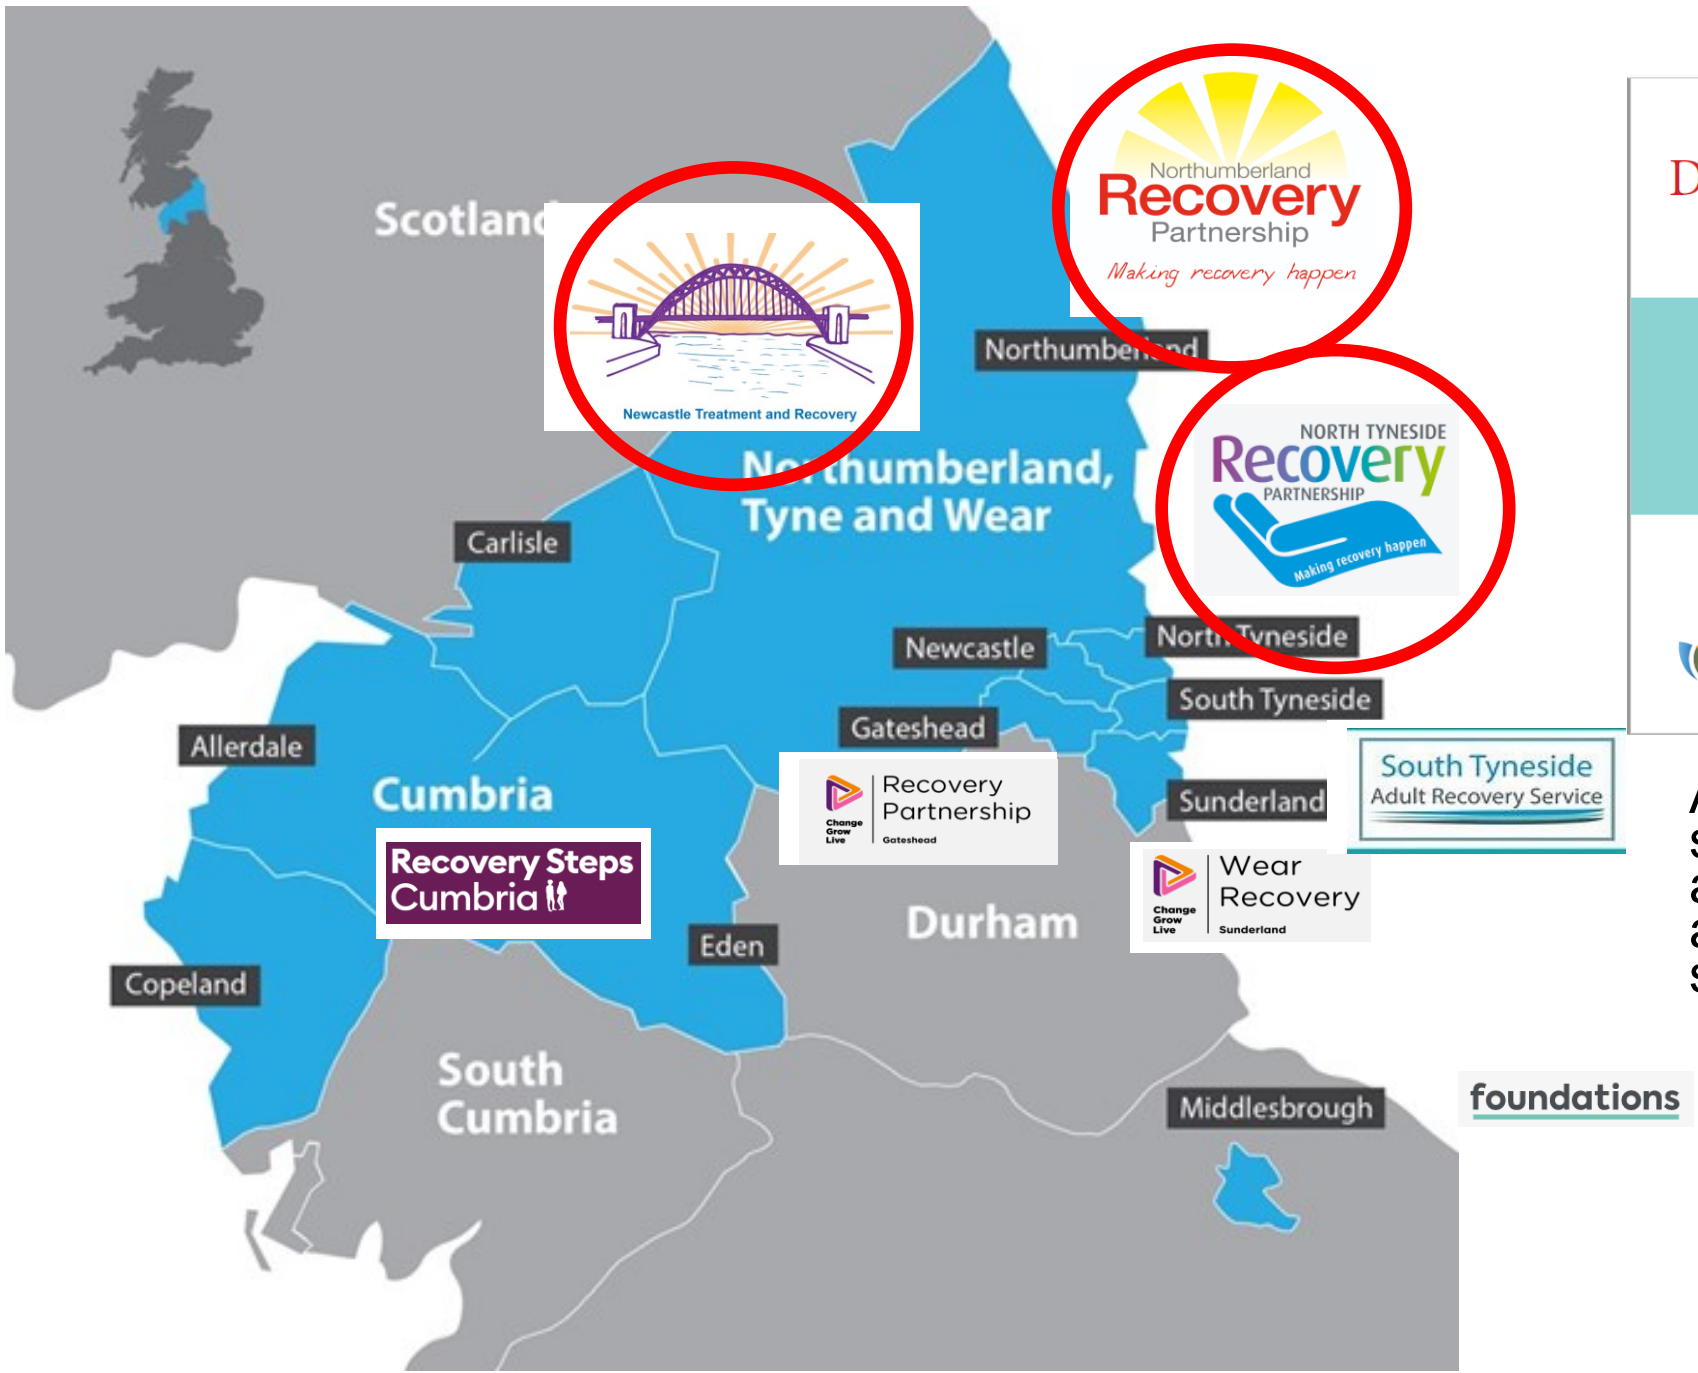 Scotland
Northumberland
Recovery
Partnership
Making recovery happen
Newcastle Treatment and Recovery
Northumberland
NORTH TYNESIDE
Recovery
PARTNERSHIP
Making recovery happen
Northumberland,
Tyne and Wear
Carlisle
Newcastle
North Tyneside
South Tyneside
Gateshead
Allerdale
Cumbria
Recovery
Partnership
Change
Grow
Live
Gateshead
Sunderland
South Tyneside
Adult Recovery Service
Recovery Steps
Cumbria
Wear
Recovery
Change
Grow
Live
Sunderland
Durham
Eden
Copeland
South
Cumbria
Middlesbrough
foundations
D